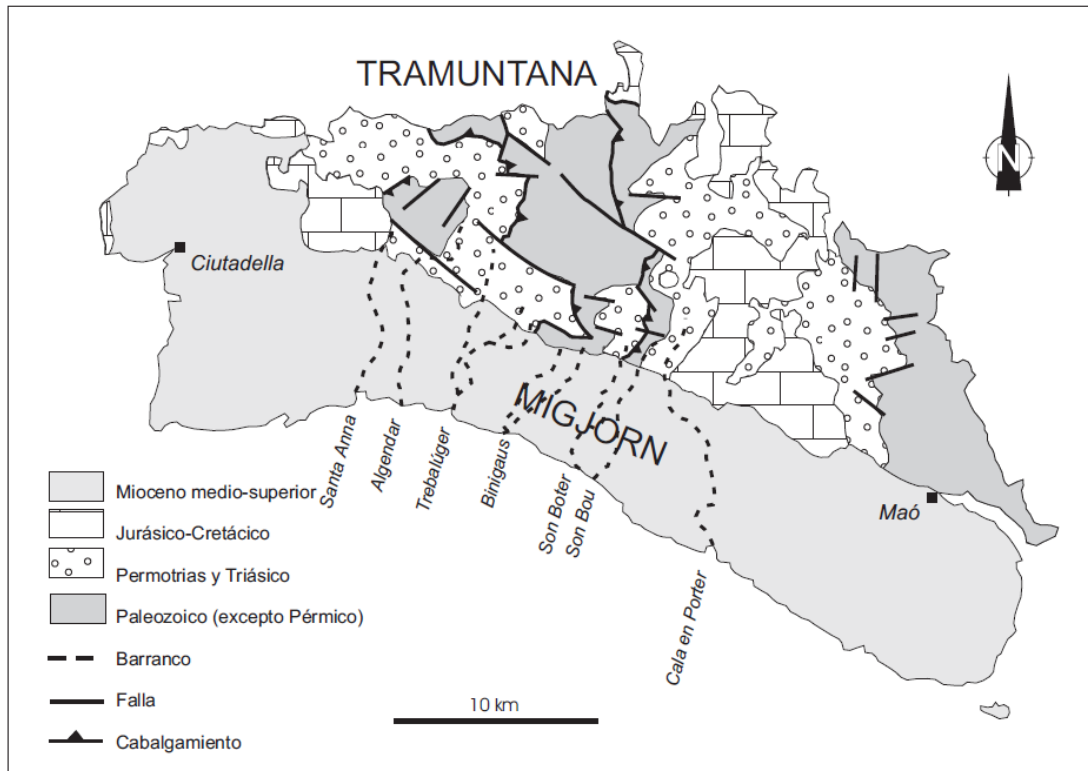 TRAMUNTANA
N
Ciutadella
MIGJORN
Maó
Santa Anna
Algendar
Trebalúger
Binigaus
Son Boter
Son Bou
Cala en Porter
Mioceno medio-superior
Jurásico-Cretácico
Permotrias y Triásico
Paleozoico (excepto Pérmico)
Barranco
Falla
Cabalgamiento
10 km